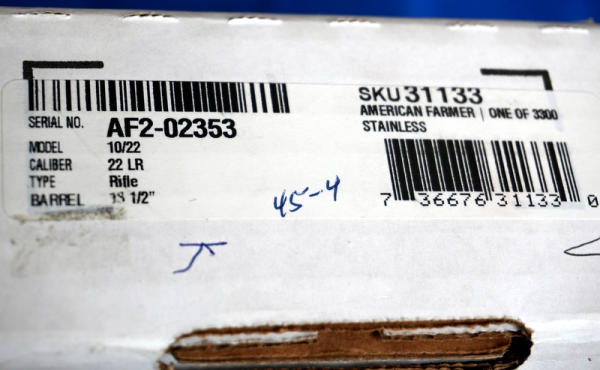 SERIAL NO. AF2-02353
MODEL 10/22
CALIBER 22 LR
TYPE Rifle
BARREL 18 1/2"
SKU 31133
AMERICAN FARMER | ONE OF 3300
STAINLESS
7 36676 31133 0
45-4